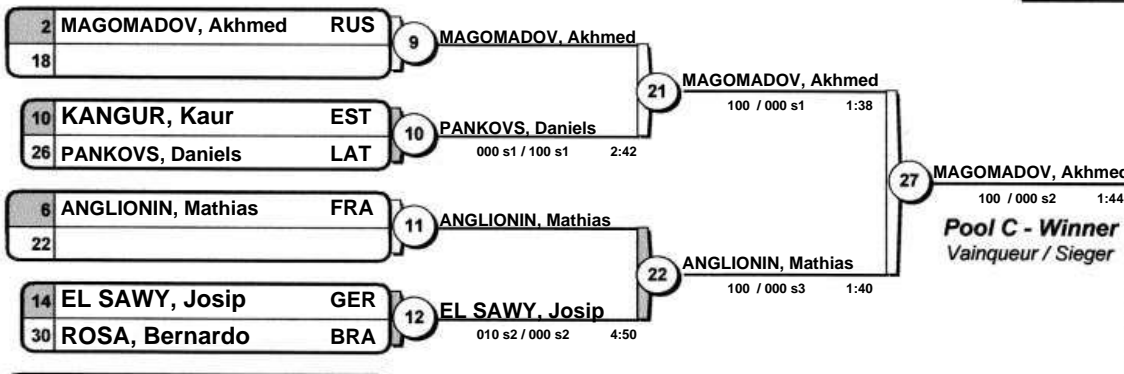 2 MAGOMADOV, Akhmed RUS
18
9
MAGOMADOV, Akhmed
10 KANGUR, Kaur EST
26 PANKOVS, Daniels LAT
10
PANKOVS, Daniels
000 s1 / 100 s1 2:42
21
MAGOMADOV, Akhmed
100 / 000 s1 1:38
6 ANGLIONIN, Mathias FRA
22
11
ANGLIONIN, Mathias
14 EL SAWY, Josip GER
30 ROSA, Bernardo BRA
12
EL SAWY, Josip
010 s2 / 000 s2 4:50
22
ANGLIONIN, Mathias
100 / 000 s3 1:40
27
MAGOMADOV, Akhmed
100 / 000 s2 1:44
Pool C - Winner
Vainqueur / Sieger